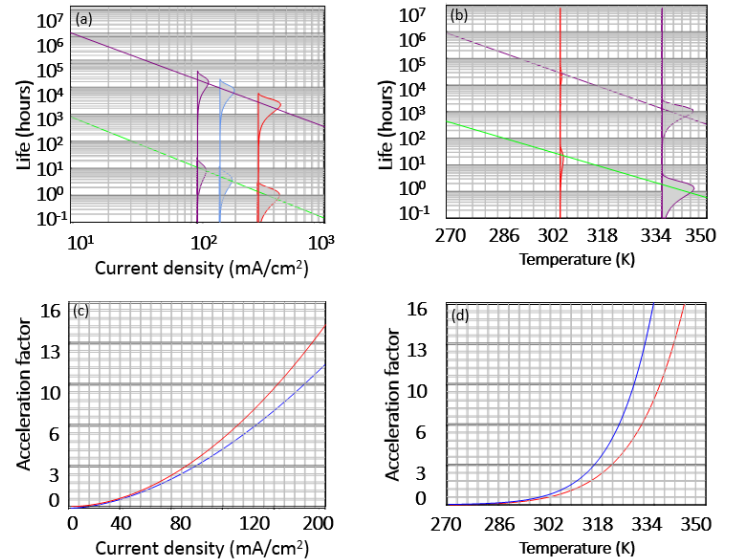 (a)
10⁷
10⁶
10⁵
10⁴
10³
10²
10¹
10⁰
10⁻¹
Life (hours)
10¹ 10² 10³
Current density (mA/cm²)
(b)
10⁷
10⁶
10⁵
10⁴
10³
10²
10¹
10⁰
10⁻¹
Life (hours)
270 286 302 318 334 350
Temperature (K)
(c)
16
13
10
6
3
0
Acceleration factor
0 40 80 120 200
Current density (mA/cm²)
(d)
16
13
10
6
3
0
Acceleration factor
270 286 302 318 334 350
Temperature (K)